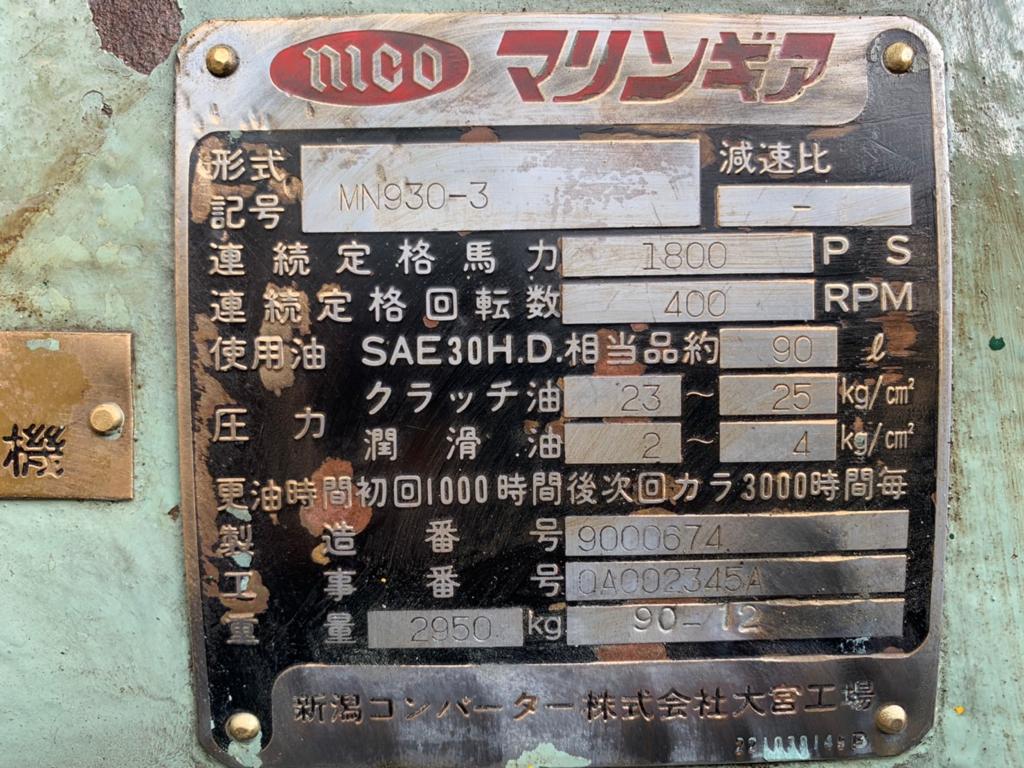 nico マリンギア
形式記号 MN930-3 減速比 -
連続定格馬力 1800 PS
連続定格回転数 400 RPM
使用油 SAE30H.D.相当品約 90 ℓ
圧力 クラッチ油 23 ~ 25 kg/cm²
潤滑油 2 ~ 4 kg/cm²
更油時間初回1000時間後次回カラ3000時間毎
製造番号 9000674
工事番号 0A002345A
重量 2950 kg 90-12
新潟コンバーター株式会社大宮工場
機